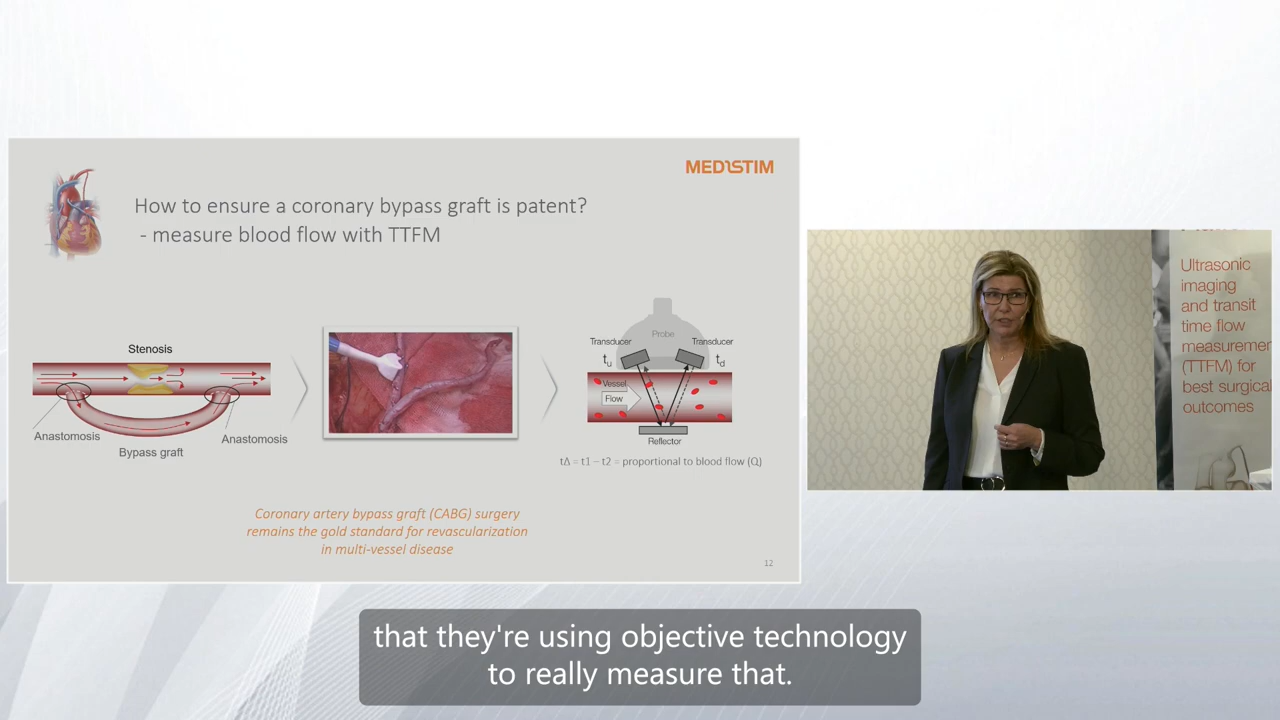 MEDISTIM
How to ensure a coronary bypass graft is patent?
- measure blood flow with TTFM
Stenosis
Anastomosis
Anastomosis
Bypass graft
Probe
Transducer
Transducer
tu
td
Vessel
Flow
Reflector
tΔ = t1 – t2 = proportional to blood flow (Q)
Coronary artery bypass graft (CABG) surgery
remains the gold standard for revascularization
in multi-vessel disease
12
Ultrasonic
imaging
and transit
time flow
measuremen
(TTFM) for
best surgical
outcomes
that they're using objective technology
to really measure that.